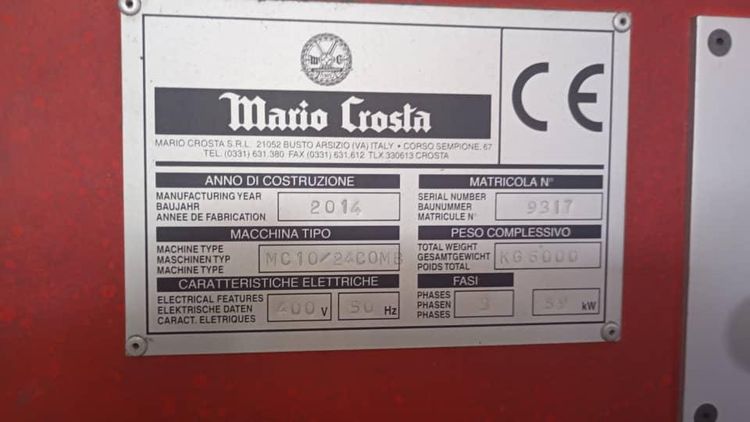 m C
Mario Crosta
CE
MARIO CROSTA S.R.L. 21052 BUSTO ARSIZIO (VA) ITALY • CORSO SEMPIONE, 67
TEL. (0331) 631.380 FAX (0331) 631.612 TLX 330613 CROSTA
ANNO DI COSTRUZIONE
MANUFACTURING YEAR
BAUJAHR
ANNEE DE FABRICATION
2014
MATRICOLA N°
SERIAL NUMBER
BAUNUMMER
MATRICULE N°
9317
MACCHINA TIPO
MACHINE TYPE
MASCHINEN TYP
MACHINE TYPE
MC10/24COMB
PESO COMPLESSIVO
TOTAL WEIGHT
GESAMTGEWICHT
POIDS TOTAL
KG 6000
CARATTERISTICHE ELETTRICHE
ELECTRICAL FEATURES
ELEKTRISCHE DATEN
CARACT. ELETRIQUES
400 V
50 Hz
FASI
PHASES
PHASEN
PHASES
3
kW